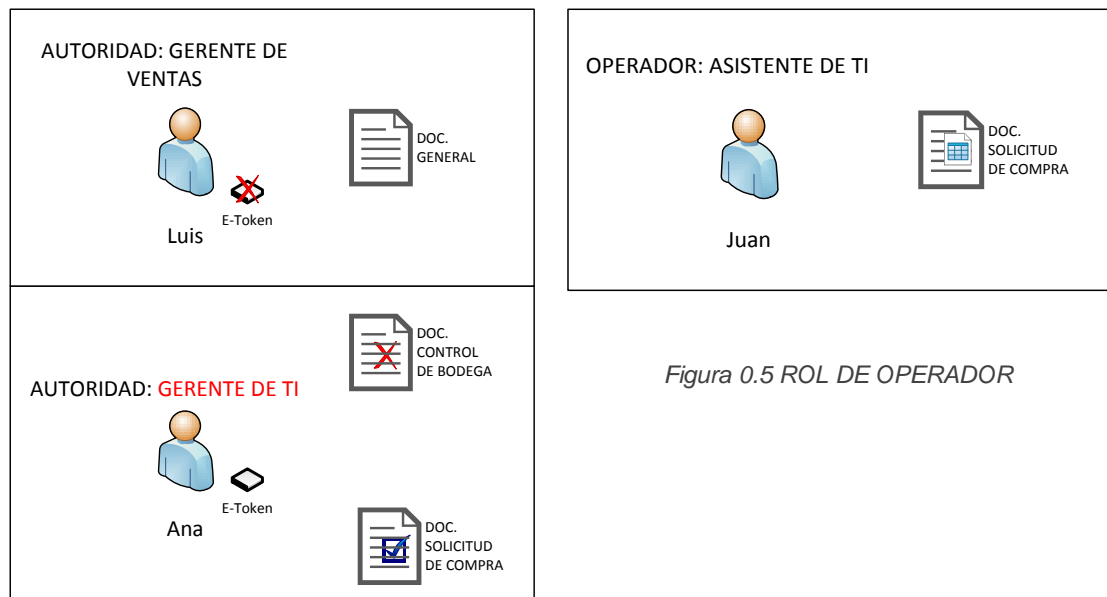 AUTORIDAD: GERENTE DE
VENTAS
DOC.
GENERAL
E-Token
Luis
DOC.
CONTROL
DE BODEGA
AUTORIDAD: GERENTE DE TI
E-Token
Ana
DOC.
SOLICITUD
DE COMPRA
OPERADOR: ASISTENTE DE TI
DOC.
SOLICITUD
DE COMPRA
Juan
Figura 0.5 ROL DE OPERADOR